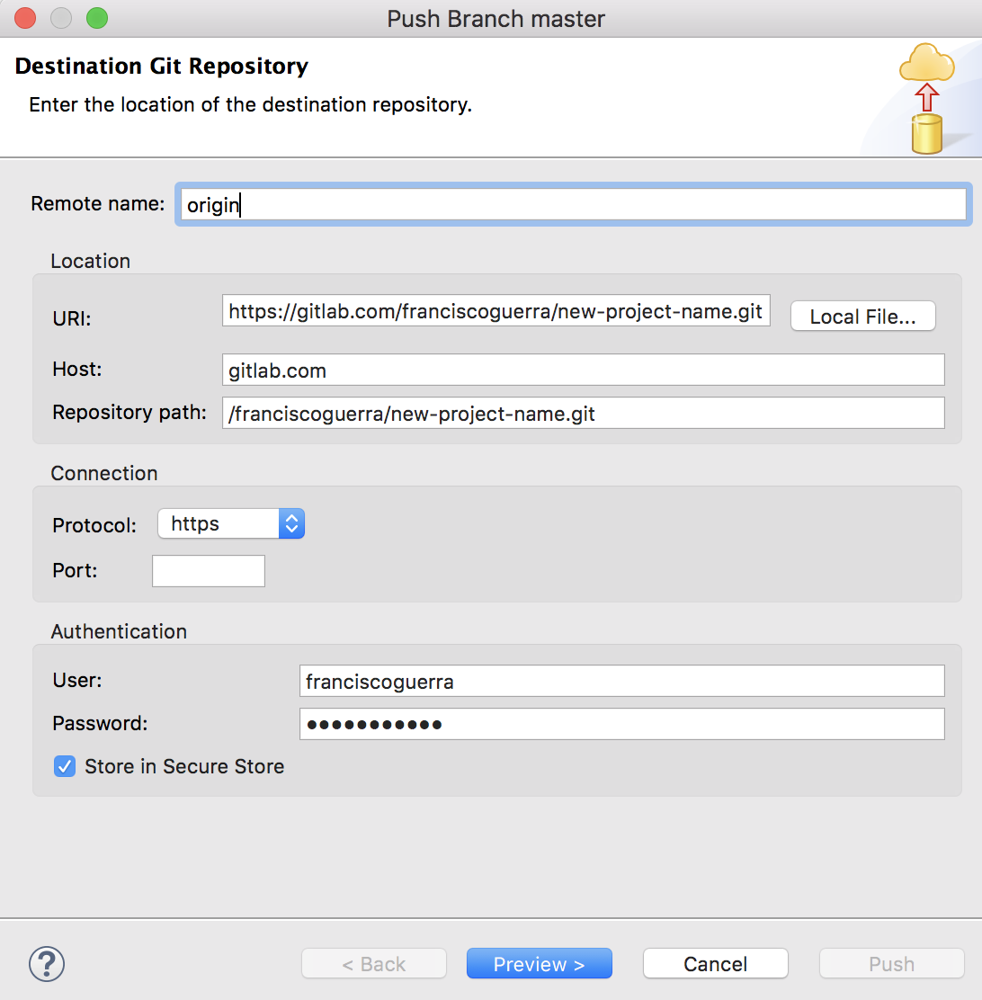 Push Branch master
Destination Git Repository
Enter the location of the destination repository.
Remote name: origin
Location
URI: https://gitlab.com/franciscoguerra/new-project-name.git Local File...
Host: gitlab.com
Repository path: /franciscoguerra/new-project-name.git
Connection
Protocol: https
Port:
Authentication
User: franciscoguerra
Password: ●●●●●●●●●●●
Store in Secure Store
? < Back Preview > Cancel Push